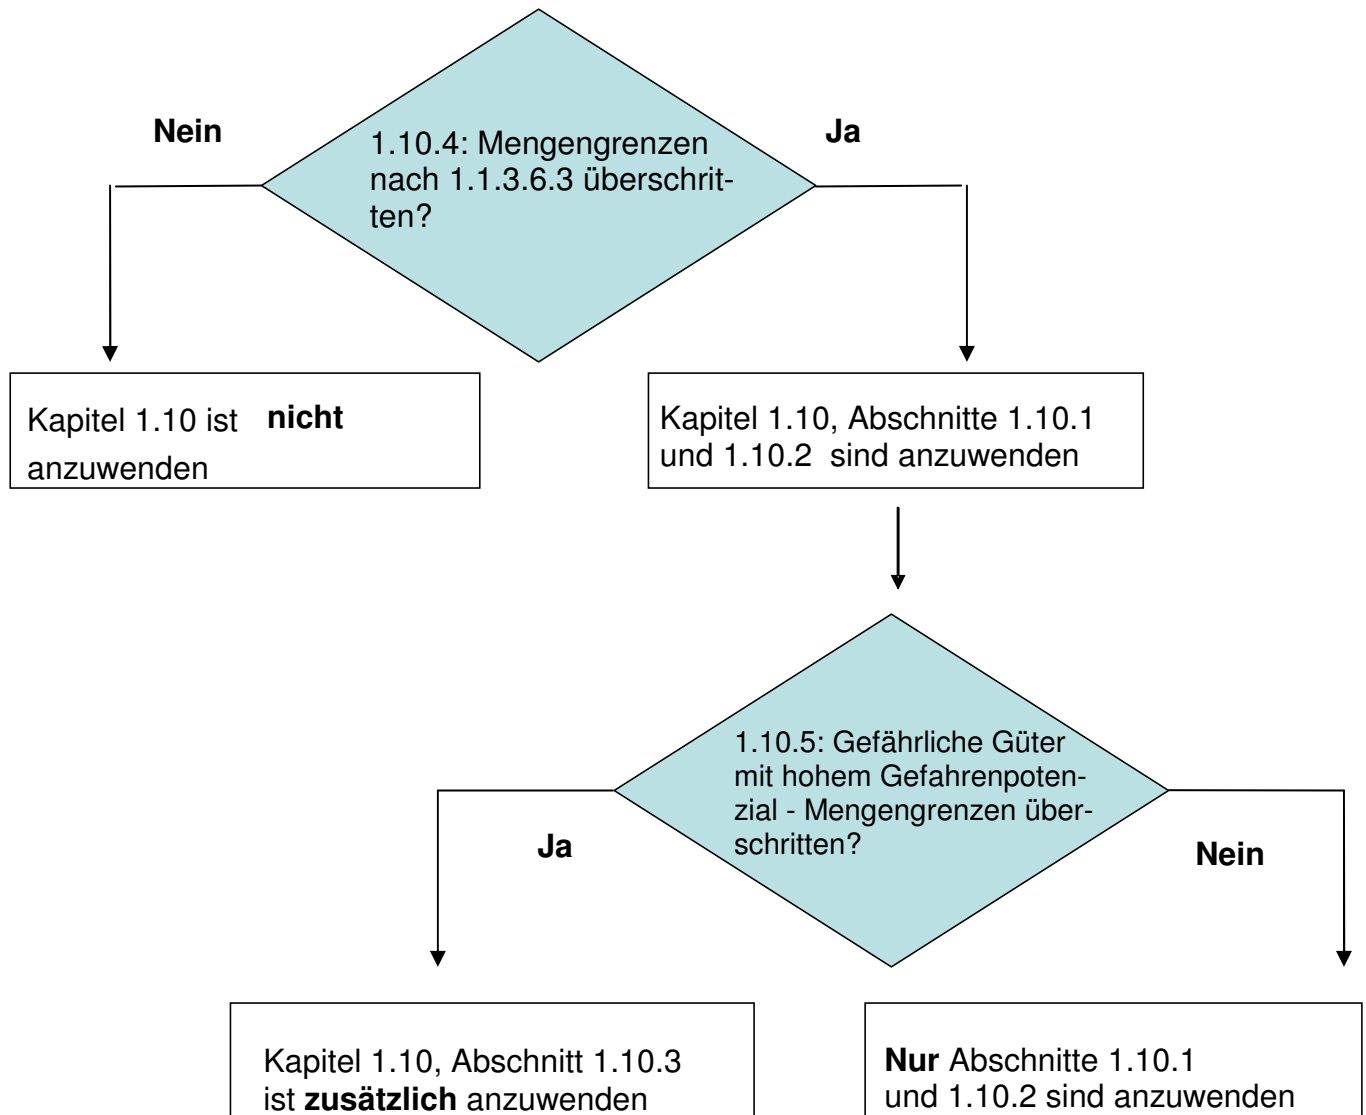 Nein
Ja
1.10.4: Mengengrenzen
nach 1.1.3.6.3 überschrit-
ten?
Kapitel 1.10 ist nicht
anzuwenden
Kapitel 1.10, Abschnitte 1.10.1
und 1.10.2 sind anzuwenden
1.10.5: Gefährliche Güter
mit hohem Gefahrenpoten-
zial - Mengengrenzen über-
schritten?
Ja
Nein
Kapitel 1.10, Abschnitt 1.10.3
ist zusätzlich anzuwenden
Nur Abschnitte 1.10.1
und 1.10.2 sind anzuwenden